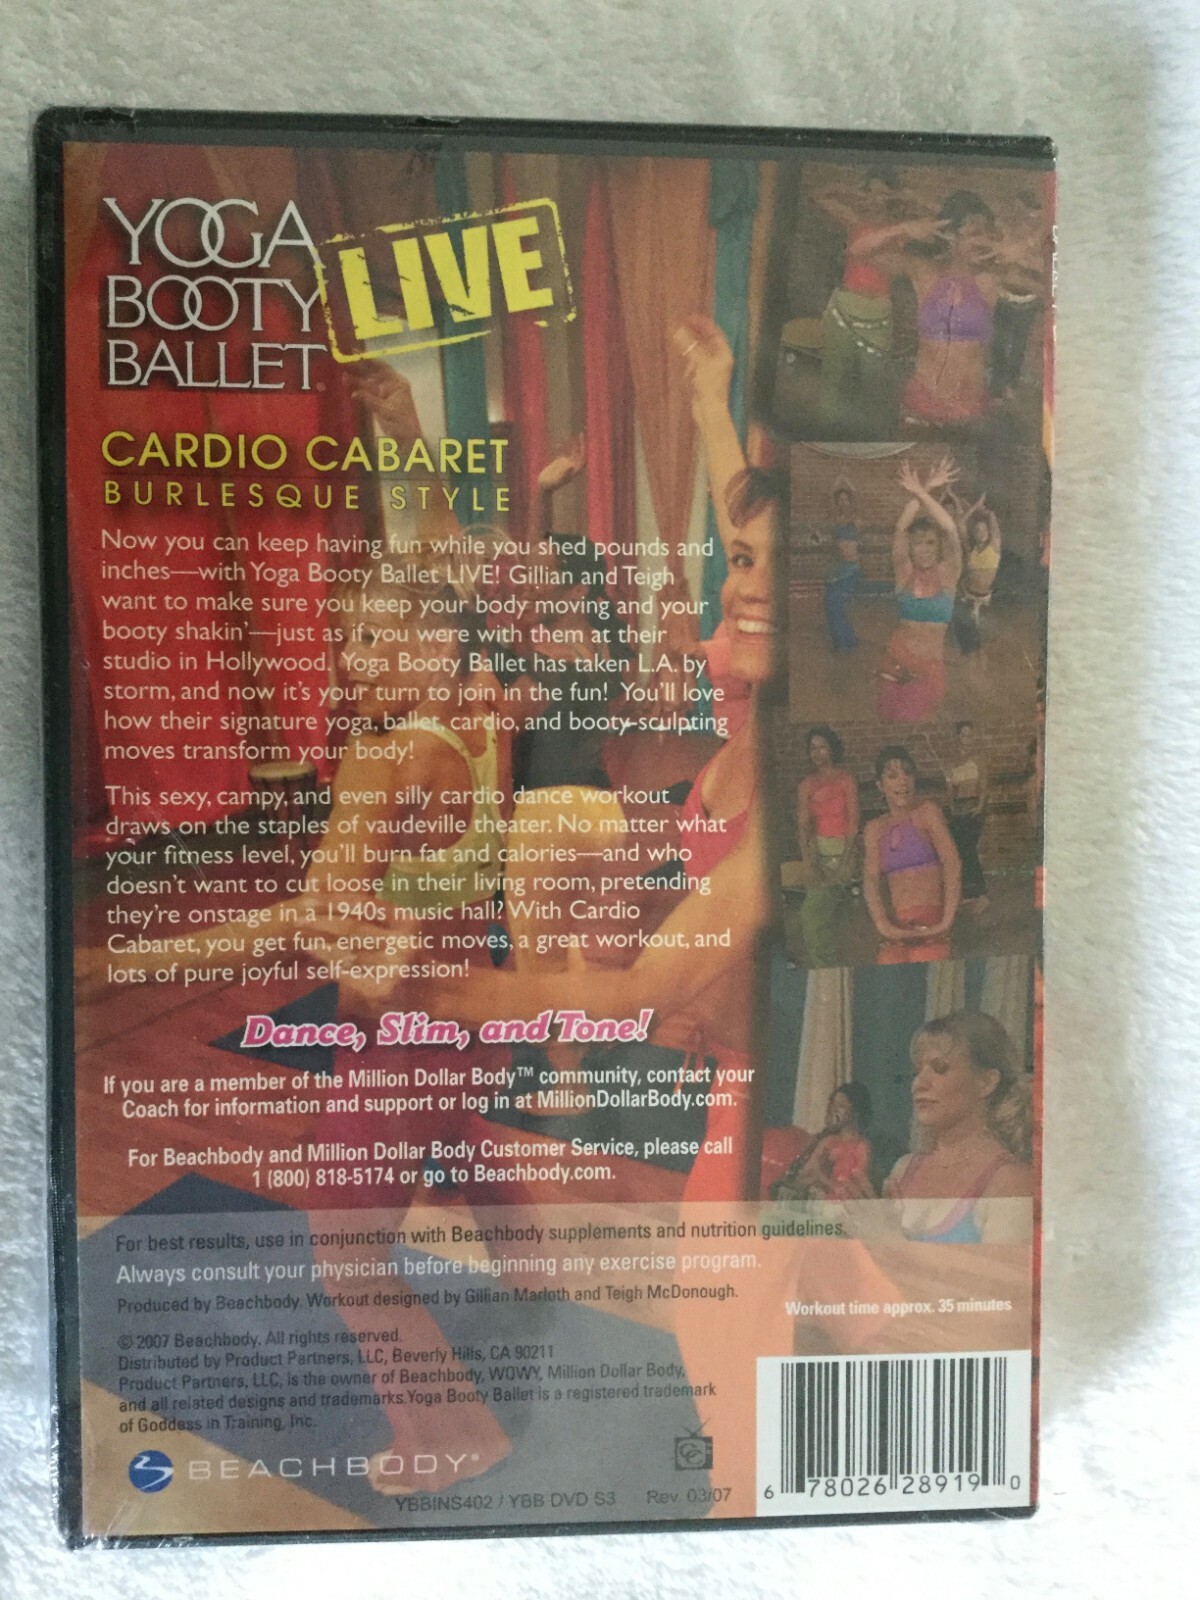 YOGA
BOOTY
BALLET®
LIVE
CARDIO CABARET
BURLESQUE STYLE
Now you can keep having fun while you shed pounds and
inches—with Yoga Booty Ballet LIVE! Gillian and Teigh
want to make sure you keep your body moving and your
booty shakin'—just as if you were with them at their
studio in Hollywood. Yoga Booty Ballet has taken L.A. by
storm, and now it's your turn to join in the fun! You'll love
how their signature yoga, ballet, cardio, and booty-sculpting
moves transform your body!
This sexy, campy, and even silly cardio dance workout
draws on the staples of vaudeville theater. No matter what
your fitness level, you'll burn fat and calories—and who
doesn't want to cut loose in their living room, pretending
they're onstage in a 1940s music hall? With Cardio
Cabaret, you get fun, energetic moves, a great workout, and
lots of pure joyful self-expression!
Dance, Slim, and Tone!
If you are a member of the Million Dollar Body™ community, contact your
Coach for information and support or log in at MillionDollarBody.com.
For Beachbody and Million Dollar Body Customer Service, please call
1 (800) 818-5174 or go to Beachbody.com.
For best results, use in conjunction with Beachbody supplements and nutrition guidelines.
Always consult your physician before beginning any exercise program.
Produced by Beachbody. Workout designed by Gillian Marloth and Teigh McDonough.
Workout time approx. 35 minutes
© 2007 Beachbody. All rights reserved.
Distributed by Product Partners, LLC, Beverly Hills, CA 90211
Product Partners, LLC, is the owner of Beachbody, WOWY, Million Dollar Body,
and all related designs and trademarks. Yoga Booty Ballet is a registered trademark
of Goddess in Training, Inc.
BEACHBODY®
CC
YBBINS402 / YBB DVD S3 Rev. 03/07
6 78026 28919 0